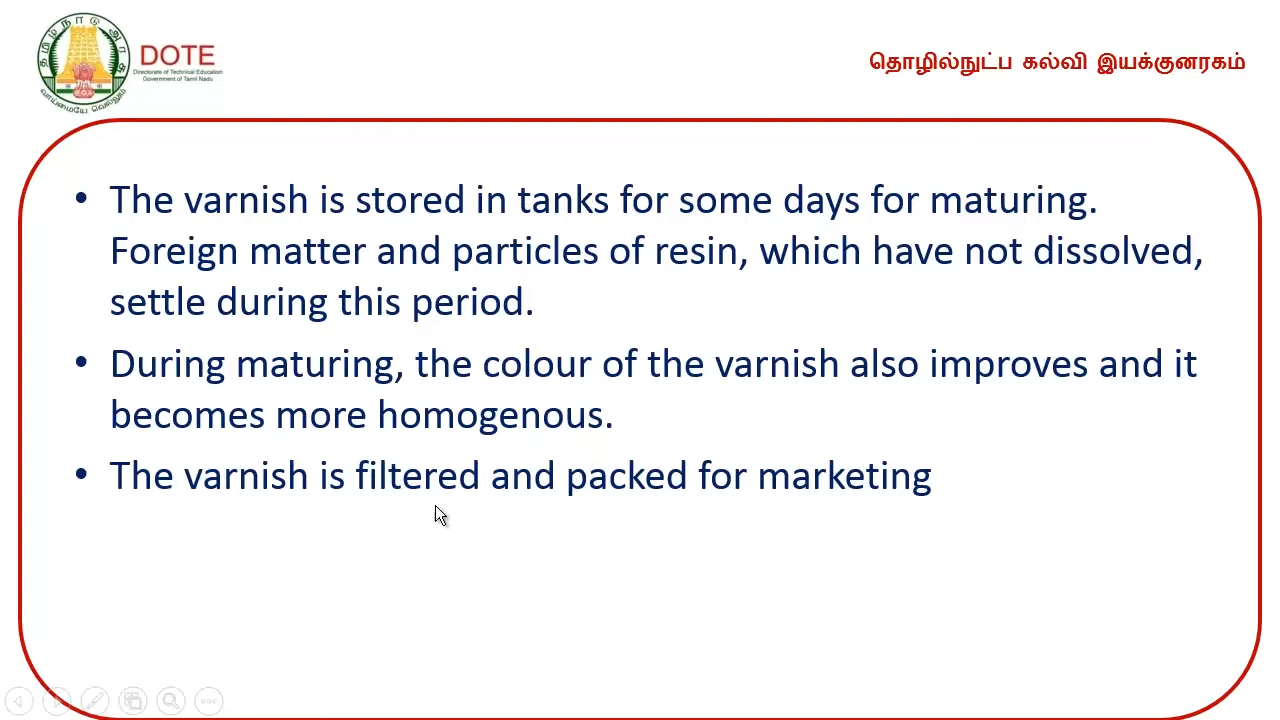 தமிழ்நாடு அரசு
வாய்மையே வெல்லும்
DOTE
Directorate of Technical Education
Government of Tamil Nadu
தொழில்நுட்ப கல்வி இயக்குனரகம்
• The varnish is stored in tanks for some days for maturing.
Foreign matter and particles of resin, which have not dissolved,
settle during this period.
• During maturing, the colour of the varnish also improves and it
becomes more homogenous.
• The varnish is filtered and packed for marketing